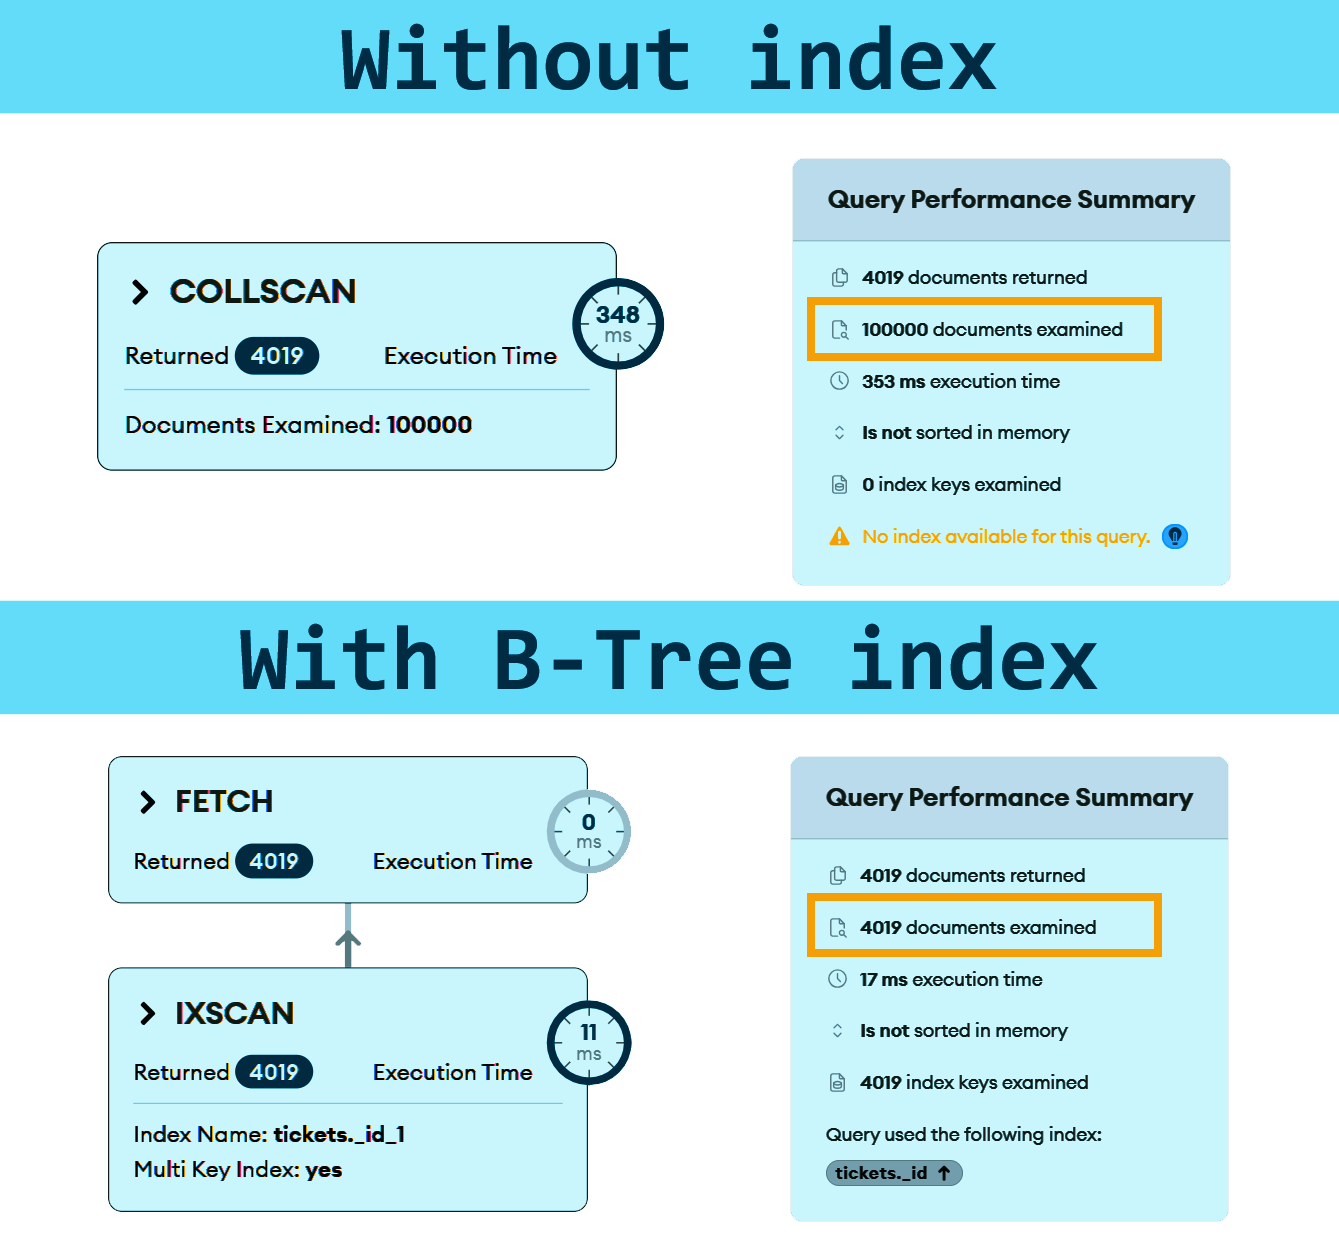 Without index
COLLSCAN
Returned 4019 Execution Time
348
ms
Documents Examined: 100000
Query Performance Summary
4019 documents returned
100000 documents examined
353 ms execution time
Is not sorted in memory
0 index keys examined
No index available for this query.
With B-Tree index
FETCH
Returned 4019 Execution Time
0
ms
IXSCAN
Returned 4019 Execution Time
11
ms
Index Name: tickets._id_1
Multi Key Index: yes
Query Performance Summary
4019 documents returned
4019 documents examined
17 ms execution time
Is not sorted in memory
4019 index keys examined
Query used the following index:
tickets._id ↑